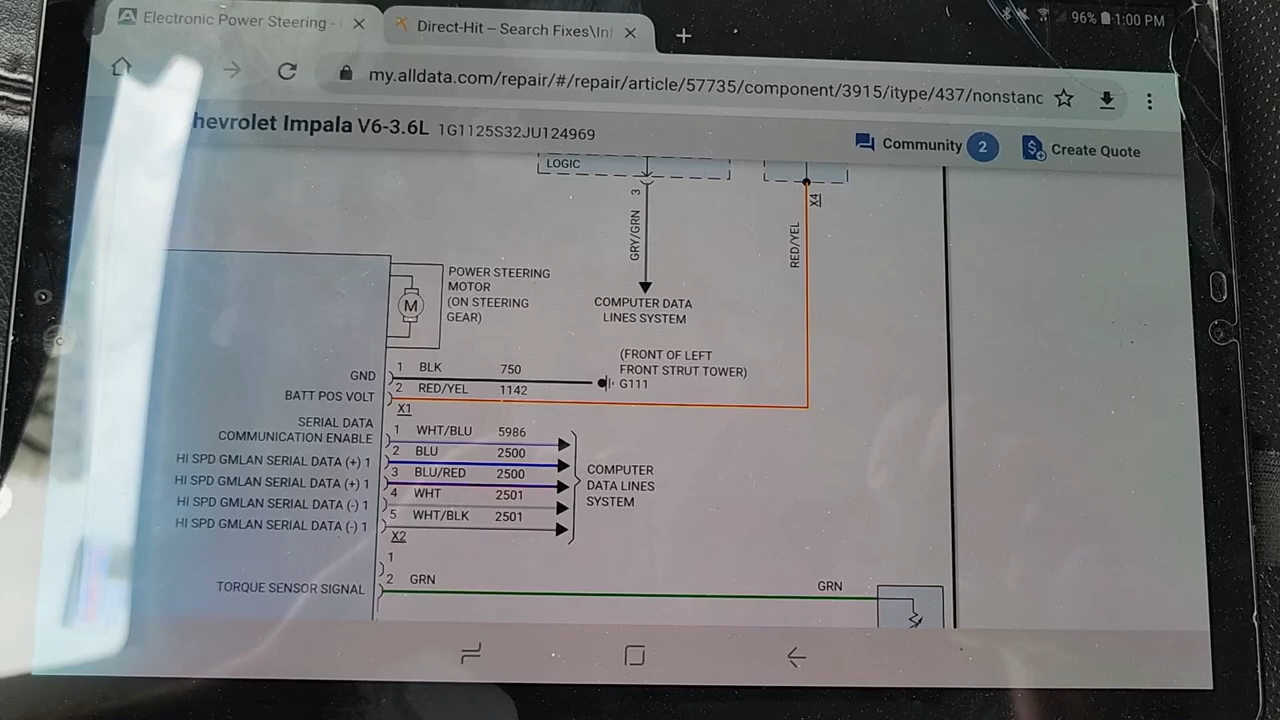 Electronic Power Steering -
Direct-Hit – Search Fixes\Inf
96% 1:00 PM
my.alldata.com/repair/#/repair/article/57735/component/3915/itype/437/nonstand
hevrolet Impala V6-3.6L 1G1125S32JU124969
Community 2
Create Quote
LOGIC
3
GRY/GRN
X4
RED/YEL
POWER STEERING
MOTOR
(ON STEERING
GEAR)
M
COMPUTER DATA
LINES SYSTEM
(FRONT OF LEFT
FRONT STRUT TOWER)
G111
GND 1 BLK 750
BATT POS VOLT 2 RED/YEL 1142
X1
SERIAL DATA
COMMUNICATION ENABLE 1 WHT/BLU 5986
HI SPD GMLAN SERIAL DATA (+) 1 2 BLU 2500
HI SPD GMLAN SERIAL DATA (+) 1 3 BLU/RED 2500
HI SPD GMLAN SERIAL DATA (-) 1 4 WHT 2501
HI SPD GMLAN SERIAL DATA (-) 1 5 WHT/BLK 2501
X2
COMPUTER
DATA LINES
SYSTEM
1
TORQUE SENSOR SIGNAL 2 GRN GRN